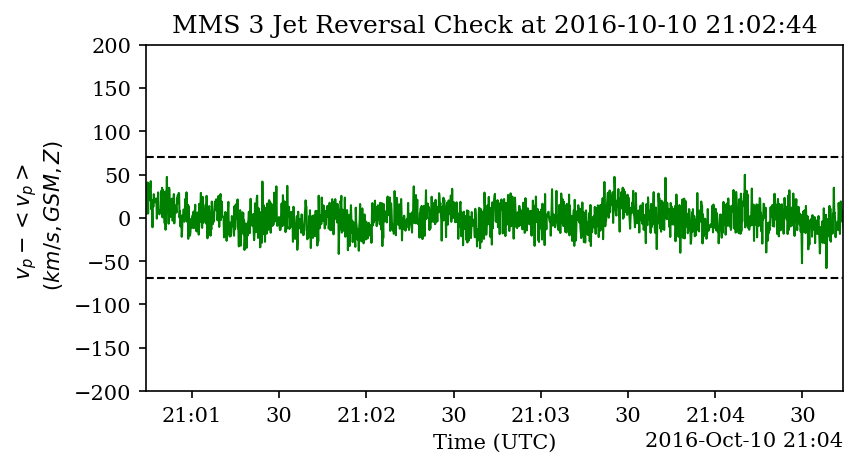 MMS 3 Jet Reversal Check at 2016-10-10 21:02:44
200
150
100
50
0
−50
−100
−150
−200
v_p − < v_p >
(km/s, GSM, Z)
21:01 30 21:02 30 21:03 30 21:04 30
Time (UTC)
2016-Oct-10 21:04